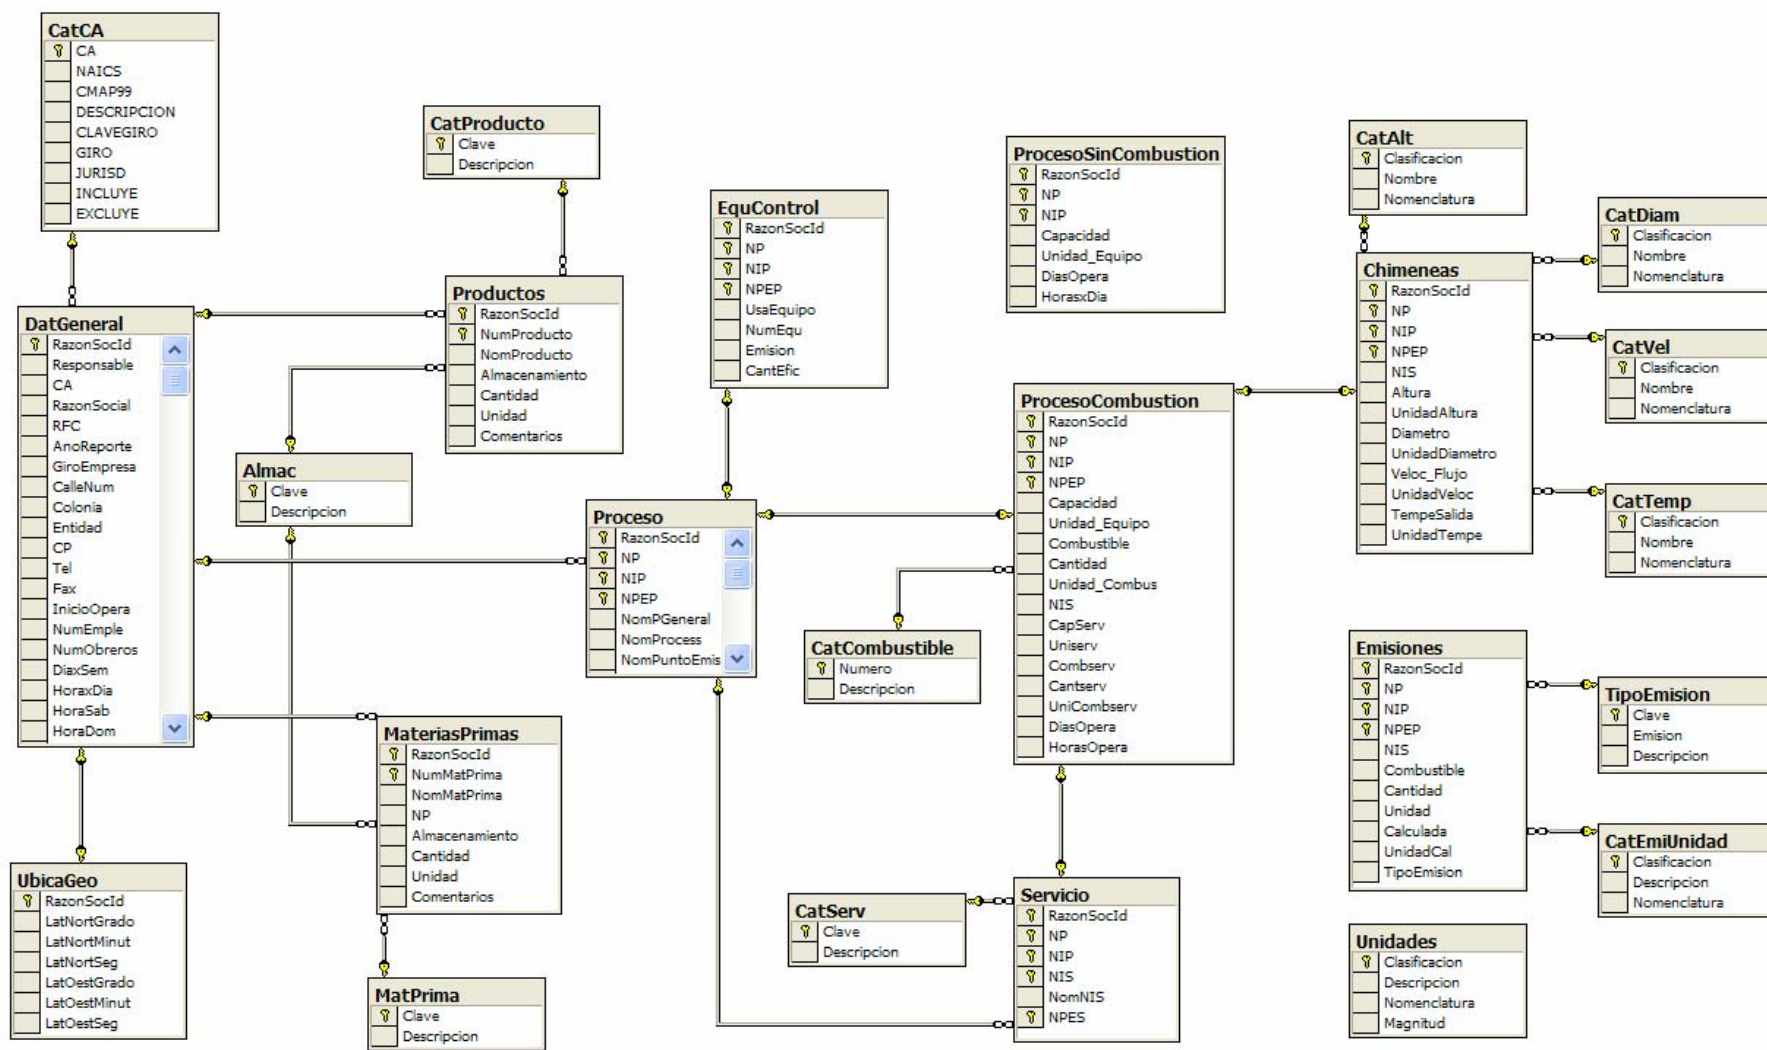 CatCA
CA
NAICS
CMAP99
DESCRIPCION
CLAVEGIRO
GIRO
JURISD
INCLUYE
EXCLUYE
CatProducto
Clave
Descripcion
ProcesoSinCombustion
RazonSocId
NP
NIP
Capacidad
Unidad_Equipo
DiasOpera
HorasxDia
CatAlt
Clasificacion
Nombre
Nomenclatura
EquControl
RazonSocId
NP
NIP
NPEP
UsaEquipo
NumEqu
Emision
CantEfic
CatDiam
Clasificacion
Nombre
Nomenclatura
Chimeneas
RazonSocId
NP
NIP
NPEP
NIS
Altura
UnidadAltura
Diametro
UnidadDiametro
Veloc_Flujo
UnidadVeloc
TempeSalida
UnidadTempe
Productos
RazonSocId
NumProducto
NomProducto
Almacenamiento
Cantidad
Unidad
Comentarios
DatGeneral
RazonSocId
Responsable
CA
RazonSocial
RFC
AnoReporte
GiroEmpresa
CalleNum
Colonia
Entidad
CP
Tel
Fax
InicioOpera
NumEmple
NumObreros
DiaxSem
HoraxDia
HoraSab
HoraDom
CatVel
Clasificacion
Nombre
Nomenclatura
ProcesoCombustion
RazonSocId
NP
NIP
NPEP
Capacidad
Unidad_Equipo
Combustible
Cantidad
Unidad_Combus
NIS
CapServ
Uniserv
Combserv
Cantserv
UniCombserv
DiasOpera
HorasOpera
Almac
Clave
Descripcion
CatTemp
Clasificacion
Nombre
Nomenclatura
Proceso
RazonSocId
NP
NIP
NPEP
NomPGeneral
NomProcess
NomPuntoEmis
CatCombustible
Numero
Descripcion
Emisiones
RazonSocId
NP
NIP
NPEP
NIS
Combustible
Cantidad
Unidad
Calculada
UnidadCal
TipoEmision
TipoEmision
Clave
Emision
Descripcion
MateriasPrimas
RazonSocId
NumMatPrima
NomMatPrima
NP
Almacenamiento
Cantidad
Unidad
Comentarios
CatEmiUnidad
Clasificacion
Descripcion
Nomenclatura
UbicaGeo
RazonSocId
LatNortGrado
LatNortMinut
LatNortSeg
LatOestGrado
LatOestMinut
LatOestSeg
Servicio
RazonSocId
NP
NIP
NIS
NomNIS
NPES
CatServ
Clave
Descripcion
Unidades
Clasificacion
Descripcion
Nomenclatura
Magnitud
MatPrima
Clave
Descripcion